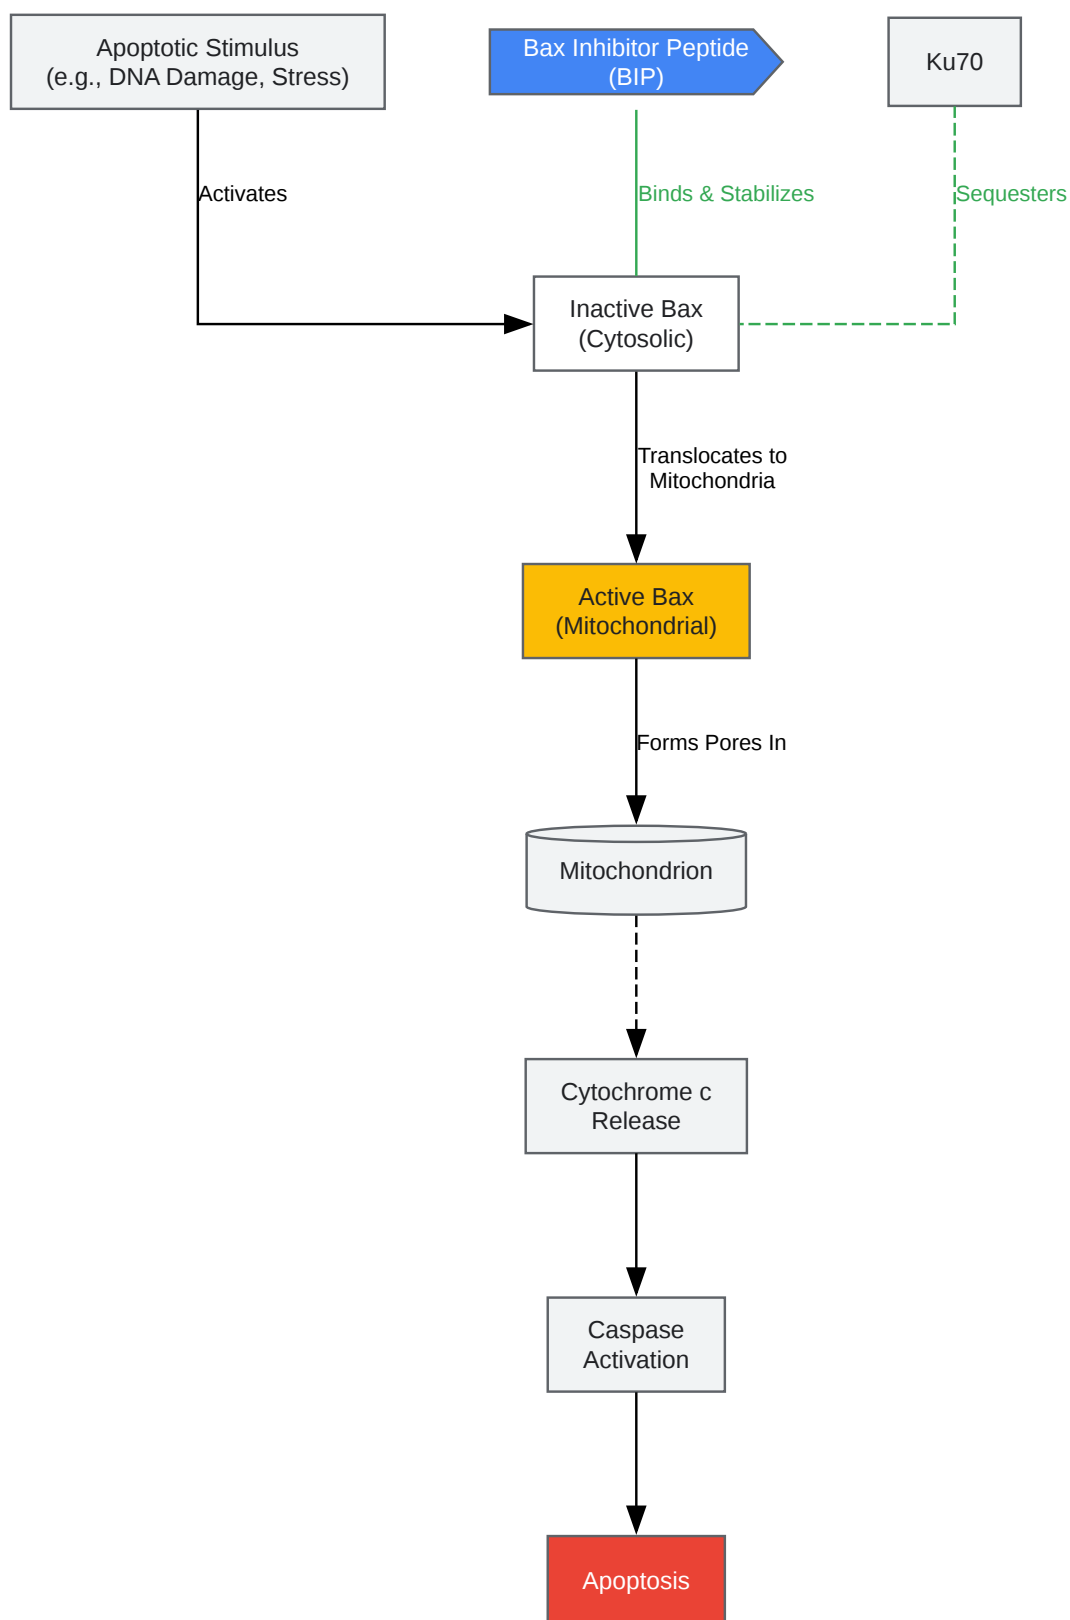 Apoptotic Stimulus
(e.g., DNA Damage, Stress)
Bax Inhibitor Peptide
(BIP)
Ku70
Activates
Binds & Stabilizes
Sequesters
Inactive Bax
(Cytosolic)
Translocates to
Mitochondria
Active Bax
(Mitochondrial)
Forms Pores In
Mitochondrion
Cytochrome c
Release
Caspase
Activation
Apoptosis